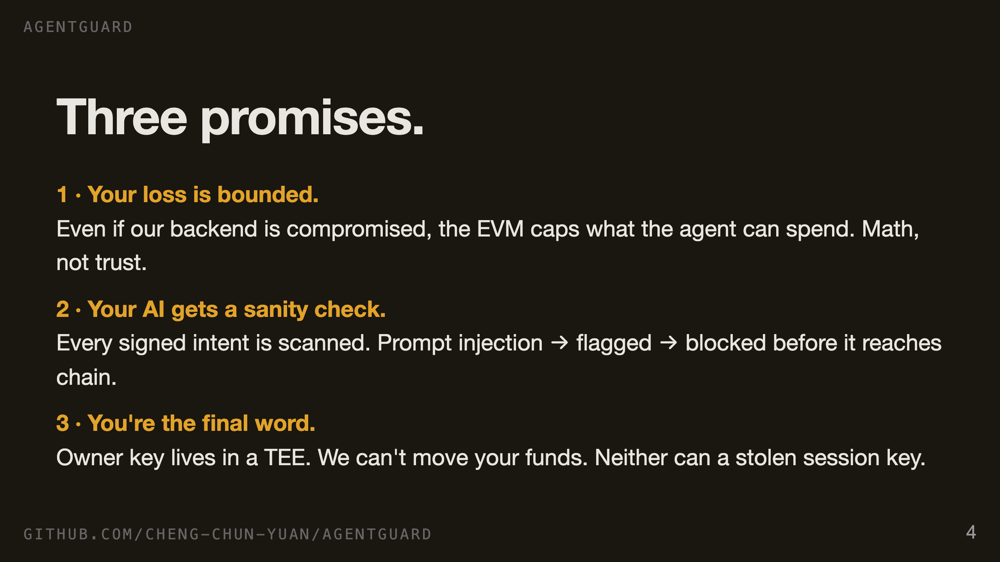 AGENTGUARD
Three promises.
1 · Your loss is bounded.
Even if our backend is compromised, the EVM caps what the agent can spend. Math,
not trust.
2 · Your AI gets a sanity check.
Every signed intent is scanned. Prompt injection → flagged → blocked before it reaches
chain.
3 · You're the final word.
Owner key lives in a TEE. We can't move your funds. Neither can a stolen session key.
GITHUB.COM/CHENG-CHUN-YUAN/AGENTGUARD
4